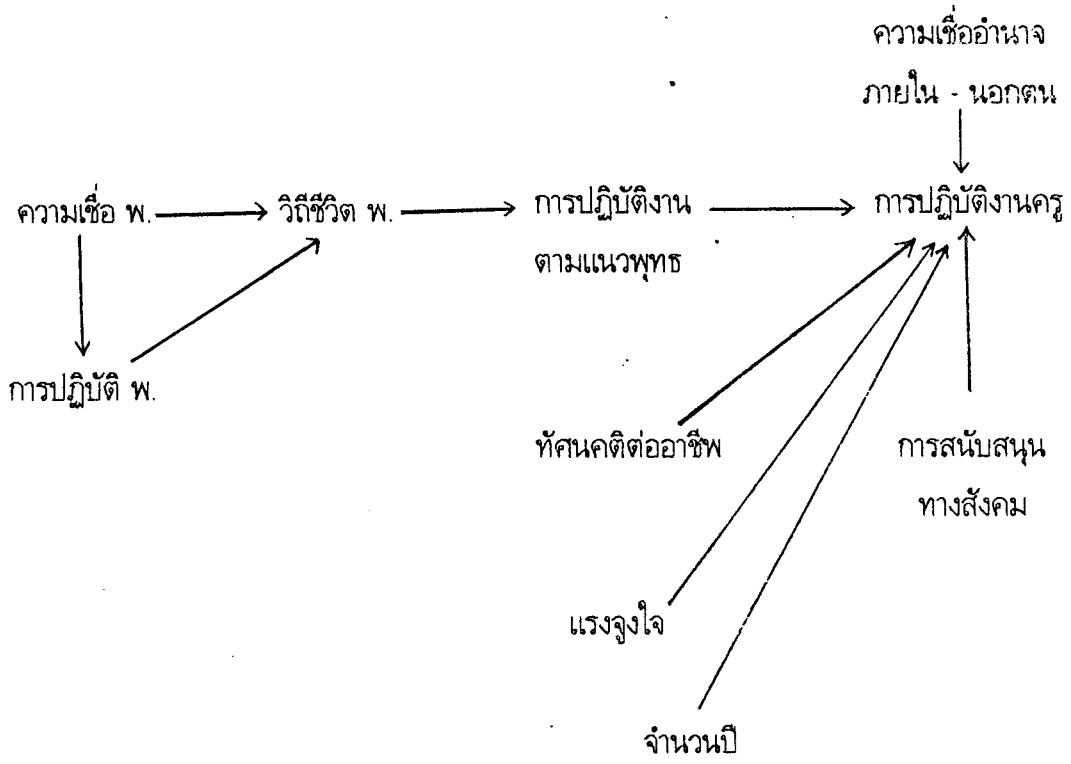 ความเชื่ออำนาจ
ภายใน - นอกตน
ความเชื่อ พ.
วิถีชีวิต พ.
การปฏิบัติงาน
ตามแนวพุทธ
การปฏิบัติงานครู
การปฏิบัติ พ.
ทัศนคติต่ออาชีพ
การสนับสนุน
ทางสังคม
แรงจูงใจ
จำนวนปี